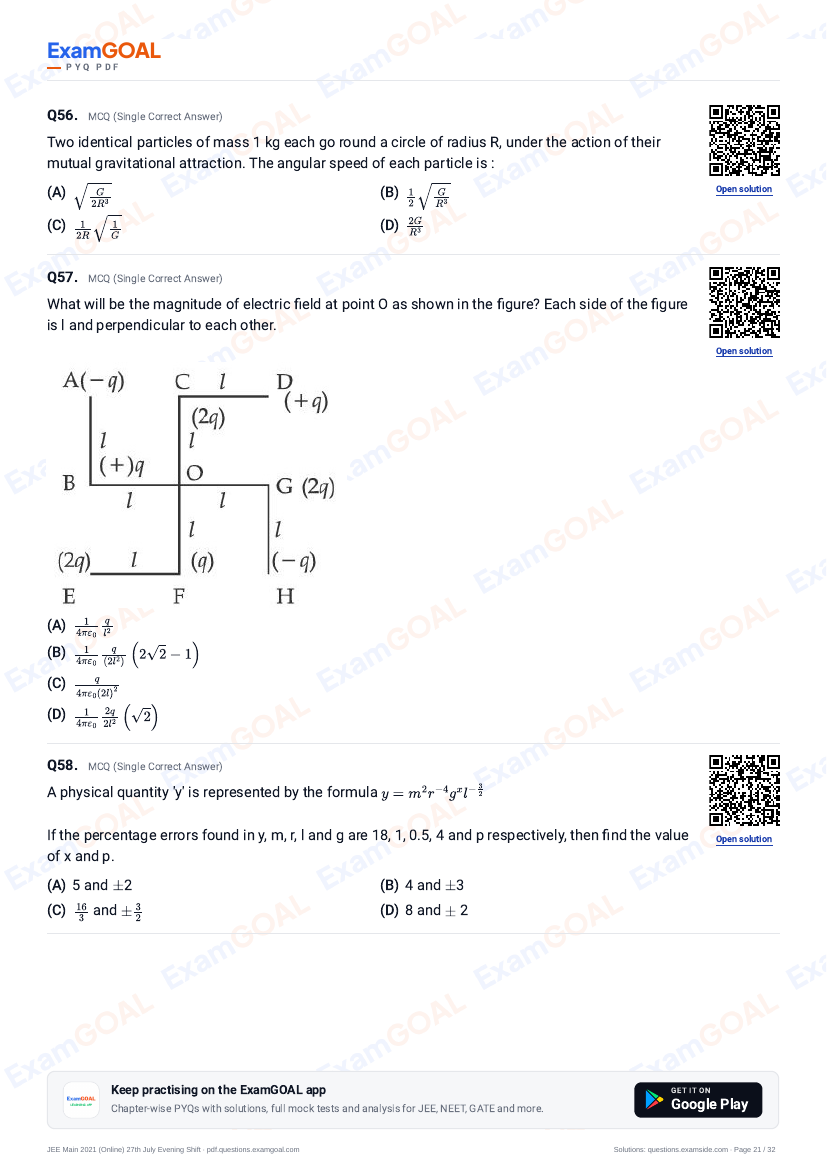 ExamGOAL
PYQ PDF
Q56. MCQ (Single Correct Answer)
Two identical particles of mass 1 kg each go round a circle of radius R, under the action of their
mutual gravitational attraction. The angular speed of each particle is :
Open solution
(A) √(G/2R³) (B) 1/2 √(G/R³)
(C) 1/2R √(1/G) (D) 2G/R³
Q57. MCQ (Single Correct Answer)
What will be the magnitude of electric field at point O as shown in the figure? Each side of the figure
is l and perpendicular to each other.
Open solution
A(−q) C l D
(+q)
(2q)
l l
(+)q O
B G (2q)
l l
l l
(2q) l (q) (−q)
E F H
(A) 1/4πε₀ q/l²
(B) 1/4πε₀ q/(2l²) (2√2 − 1)
(C) q/4πε₀(2l)²
(D) 1/4πε₀ 2q/2l² (√2)
Q58. MCQ (Single Correct Answer)
A physical quantity 'y' is represented by the formula y = m²r⁻⁴gˣl^(−3/2)
If the percentage errors found in y, m, r, l and g are 18, 1, 0.5, 4 and p respectively, then find the value
of x and p.
Open solution
(A) 5 and ±2 (B) 4 and ±3
(C) 16/3 and ±3/2 (D) 8 and ± 2
Keep practising on the ExamGOAL app
Chapter-wise PYQs with solutions, full mock tests and analysis for JEE, NEET, GATE and more.
GET IT ON
Google Play
JEE Main 2021 (Online) 27th July Evening Shift · pdf.questions.examgoal.com Solutions: questions.examside.com · Page 21 / 32